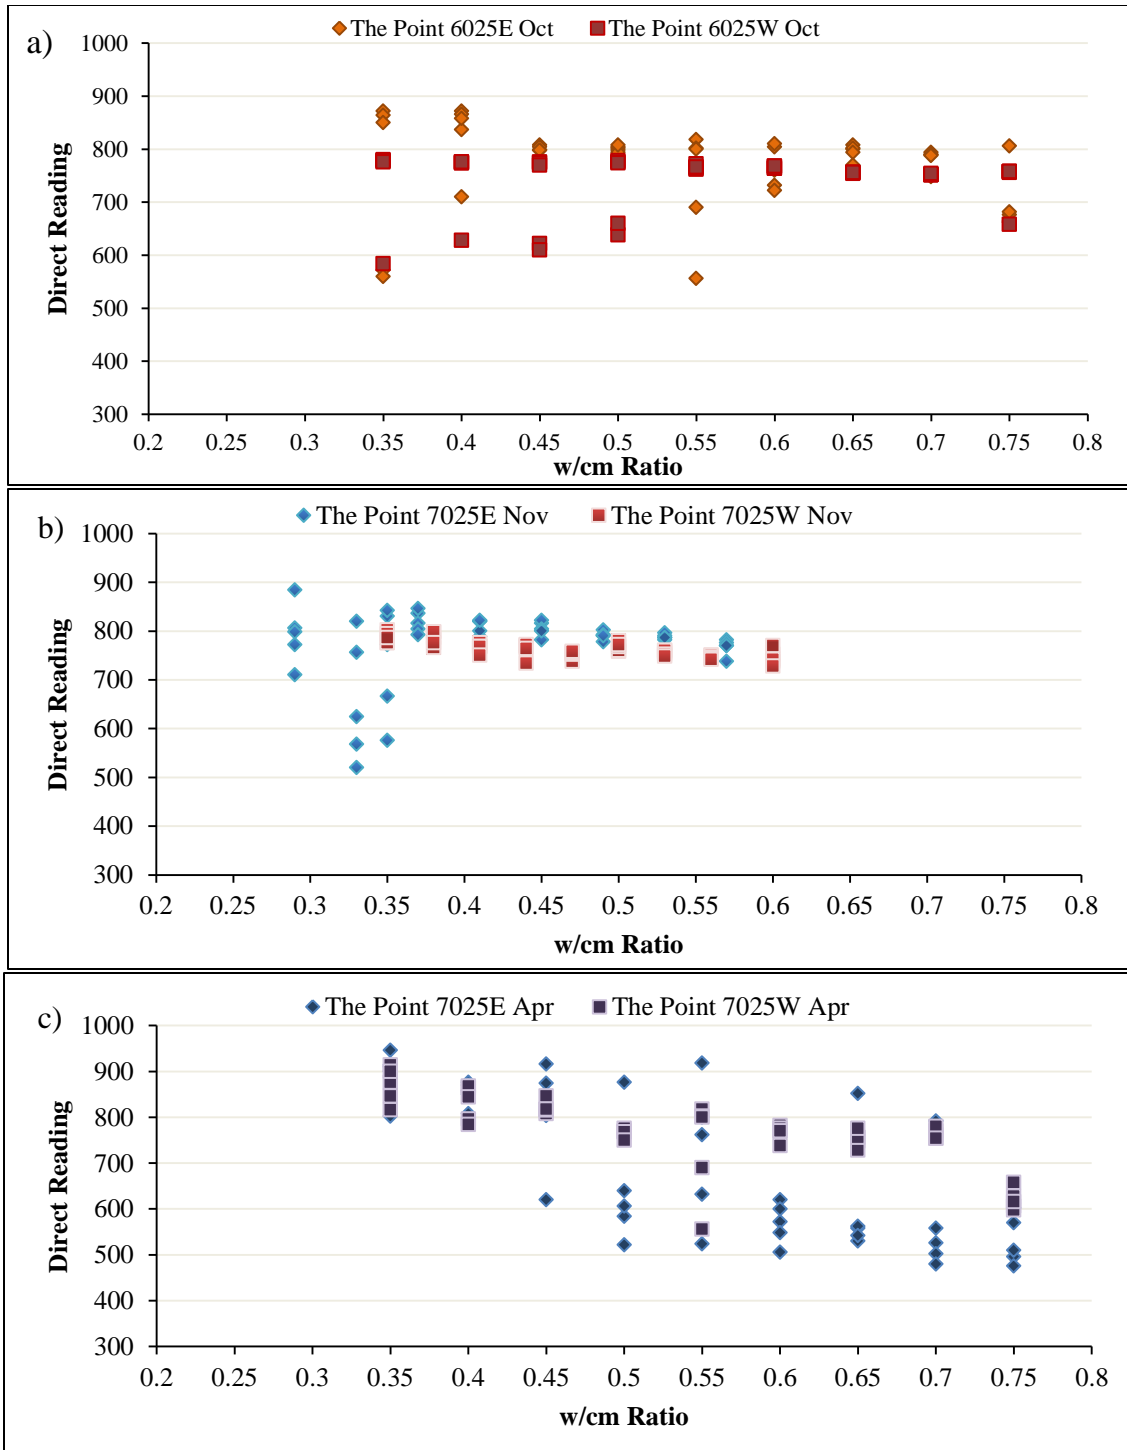 a)
The Point 6025E Oct The Point 6025W Oct
1000
900
800
700
600
500
400
300
Direct Reading
0.2 0.25 0.3 0.35 0.4 0.45 0.5 0.55 0.6 0.65 0.7 0.75 0.8
w/cm Ratio
b)
The Point 7025E Nov The Point 7025W Nov
1000
900
800
700
600
500
400
300
Direct Reading
0.2 0.25 0.3 0.35 0.4 0.45 0.5 0.55 0.6 0.65 0.7 0.75 0.8
w/cm Ratio
c)
The Point 7025E Apr The Point 7025W Apr
1000
900
800
700
600
500
400
300
Direct Reading
0.2 0.25 0.3 0.35 0.4 0.45 0.5 0.55 0.6 0.65 0.7 0.75 0.8
w/cm Ratio